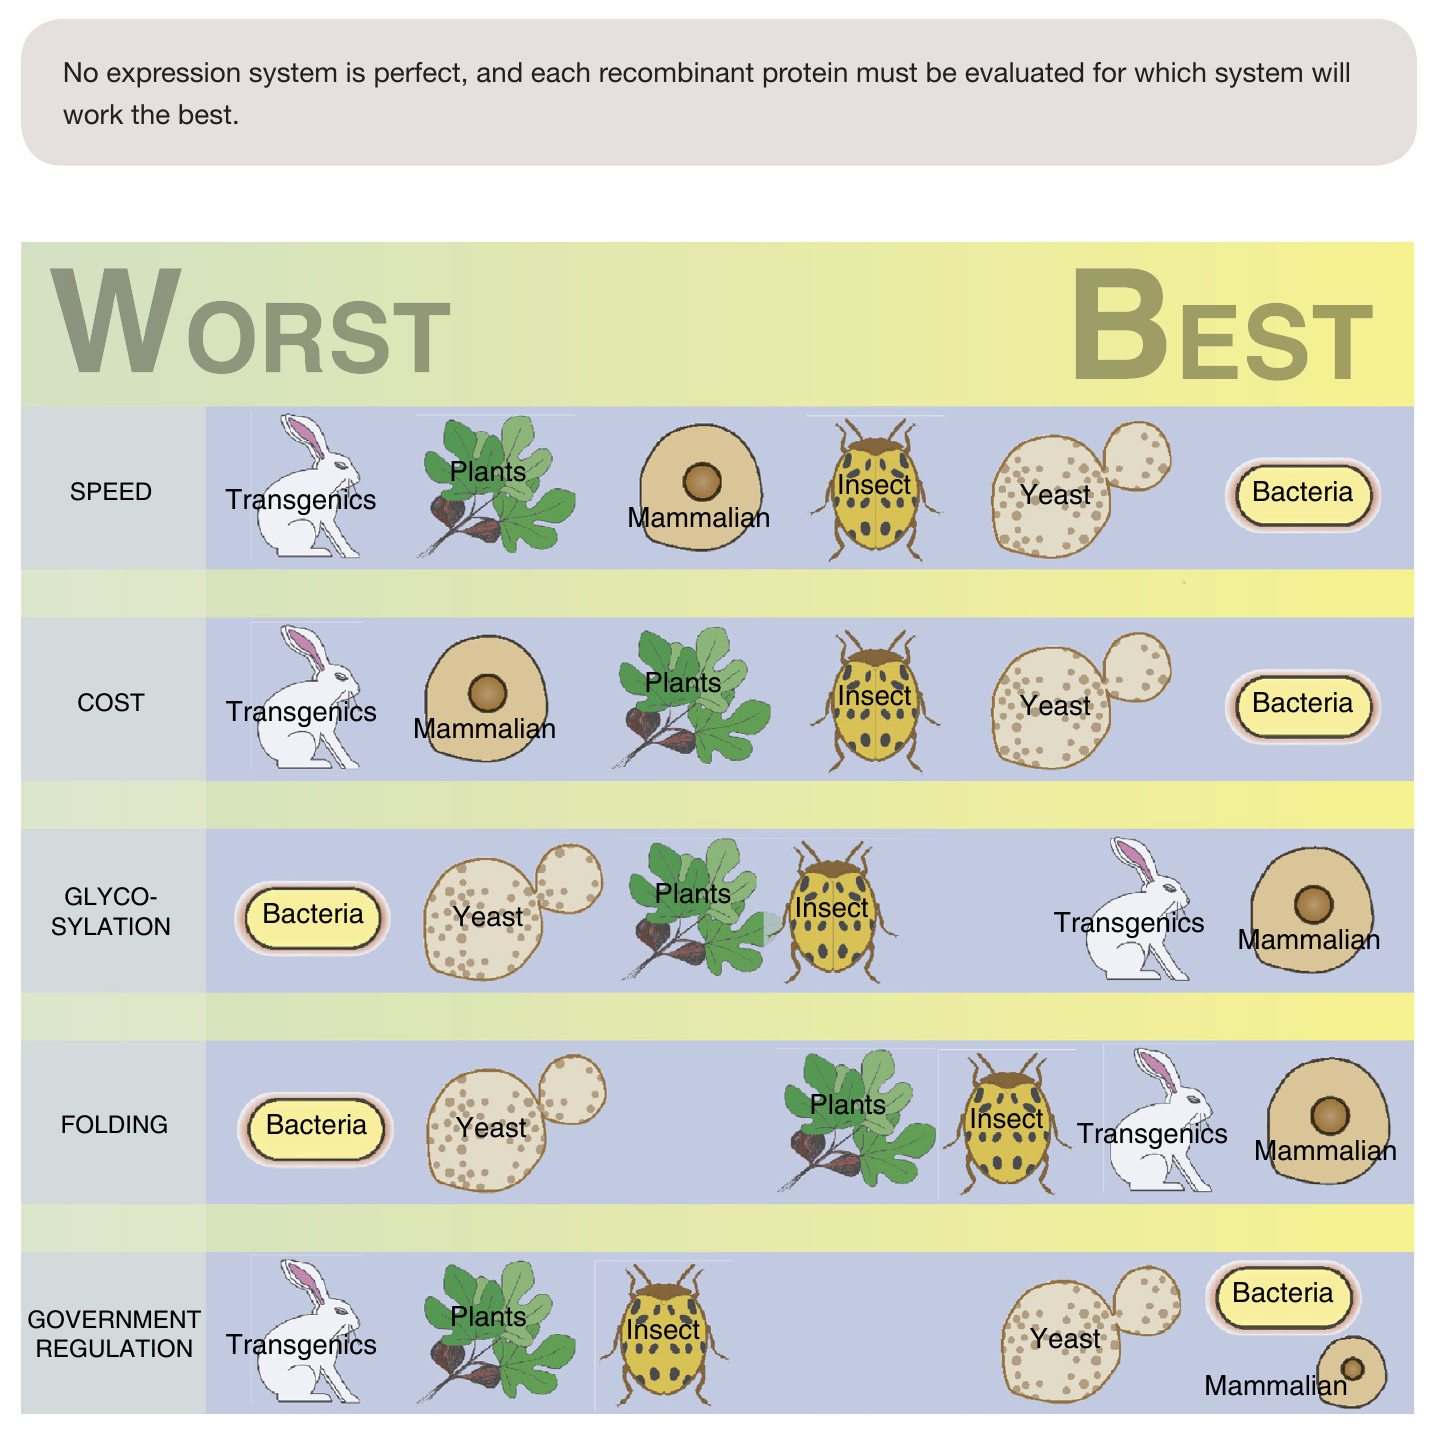 No expression system is perfect, and each recombinant protein must be evaluated for which system will
work the best.
WORST BEST
SPEED Transgenics Plants Mammalian Insect Yeast Bacteria
COST Transgenics Mammalian Plants Insect Yeast Bacteria
GLYCO-
SYLATION Bacteria Yeast Plants Insect Transgenics Mammalian
FOLDING Bacteria Yeast Plants Insect Transgenics Mammalian
GOVERNMENT
REGULATION Transgenics Plants Insect Yeast Bacteria
Mammalian